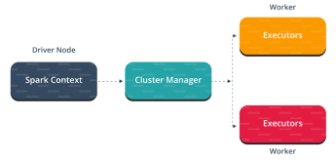 Worker
Executors
Driver Node
Spark Context
Cluster Manager
Executors
Worker